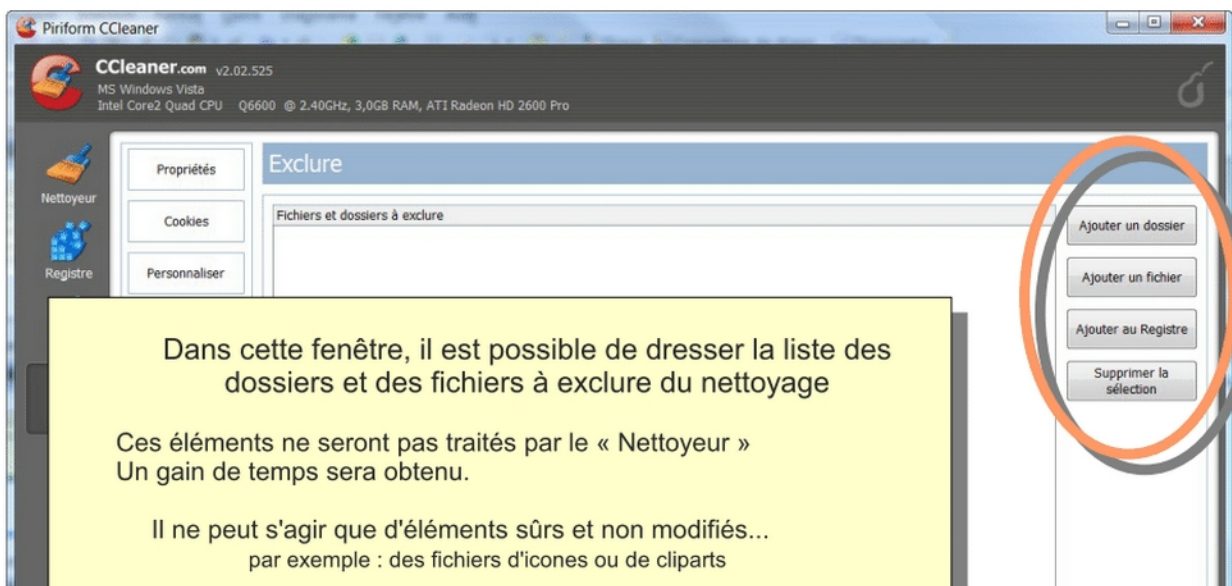 Piriform CCleaner
CCleaner.com v2.02.525
MS Windows Vista
Intel Core2 Quad CPU Q6600 @ 2.40GHz, 3,0GB RAM, ATI Radeon HD 2600 Pro
Nettoyeur
Registre
Propriétés
Cookies
Personnaliser
Exclure
Fichiers et dossiers à exclure
Ajouter un dossier
Ajouter un fichier
Ajouter au Registre
Supprimer la
sélection
Dans cette fenêtre, il est possible de dresser la liste des
dossiers et des fichiers à exclure du nettoyage
Ces éléments ne seront pas traités par le « Nettoyeur »
Un gain de temps sera obtenu.
Il ne peut s'agir que d'éléments sûrs et non modifiés...
par exemple : des fichiers d'icones ou de cliparts